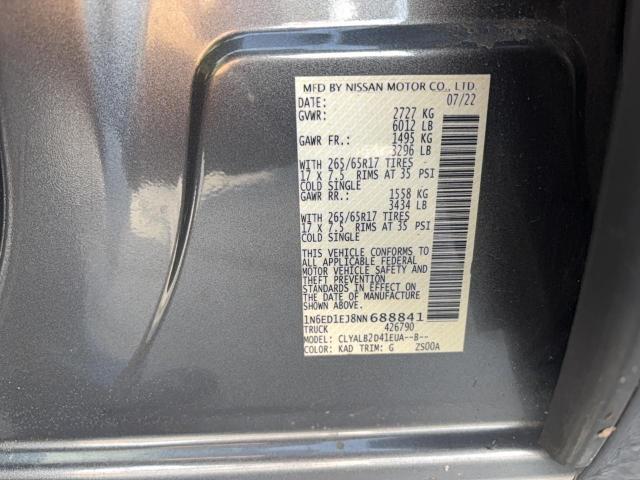 MFD BY NISSAN MOTOR CO., LTD.
DATE: 07/22
GVWR: 2727 KG
6012 LB
GAWR FR.: 1495 KG
3296 LB
WITH 265/65R17 TIRES
17 X 7.5 RIMS AT 35 PSI
COLD SINGLE
GAWR RR.: 1558 KG
3434 LB
WITH 265/65R17 TIRES
17 X 7.5 RIMS AT 35 PSI
COLD SINGLE
THIS VEHICLE CONFORMS TO
ALL APPLICABLE FEDERAL
MOTOR VEHICLE SAFETY AND
THEFT PREVENTION
STANDARDS IN EFFECT ON
THE DATE OF MANUFACTURE
SHOWN ABOVE.
1N6ED1EJ8NN688841
TRUCK 426790
MODEL: CLYALB2D41EUA--B--
COLOR: KAD TRIM: G ZS00A